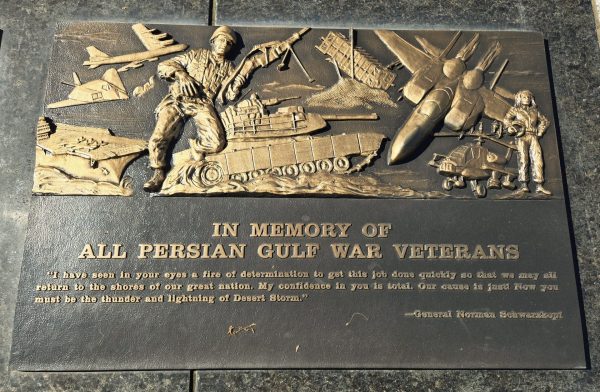 IN MEMORY OF
ALL PERSIAN GULF WAR VETERANS
"I have seen in your eyes a fire of determination to get this job done quickly so that we may all
return to the shores of our great nation. My confidence in you is total. Our cause is just! Now you
must be the thunder and lightning of Desert Storm."
—General Norman Schwarzkopf